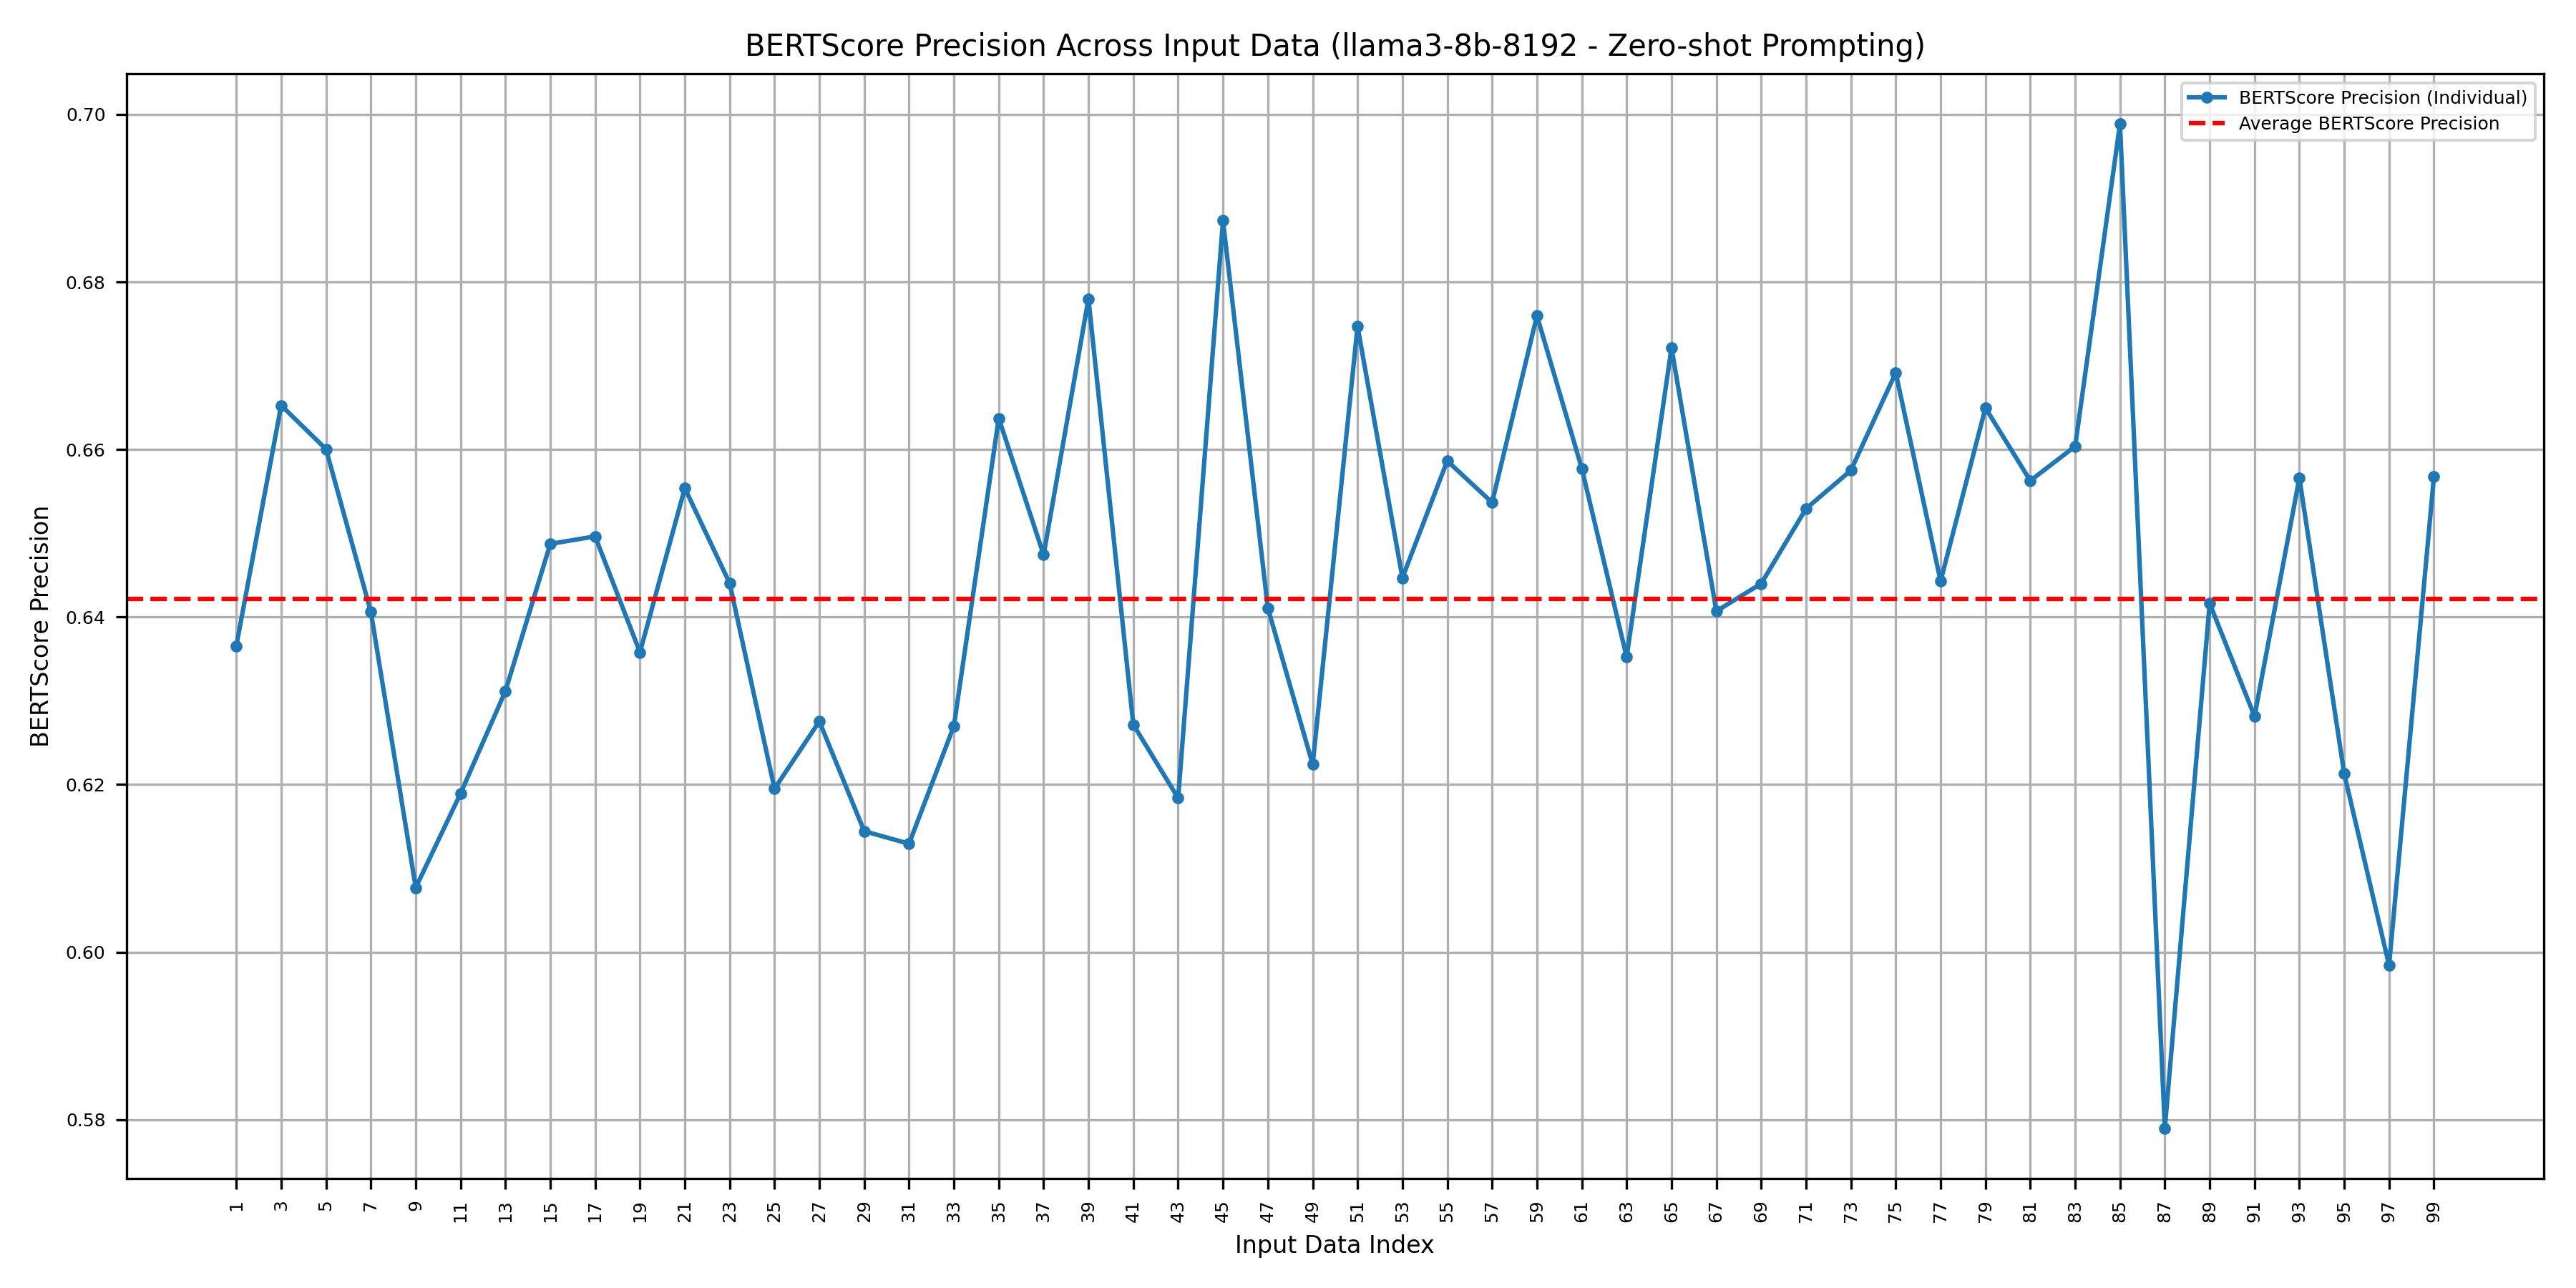 BERTScore Precision Across Input Data (llama3-8b-8192 - Zero-shot Prompting)
BERTScore Precision (Individual)
Average BERTScore Precision
0.70
0.68
0.66
0.64
0.62
0.60
0.58
BERTScore Precision
1 3 5 7 9 11 13 15 17 19 21 23 25 27 29 31 33 35 37 39 41 43 45 47 49 51 53 55 57 59 61 63 65 67 69 71 73 75 77 79 81 83 85 87 89 91 93 95 97 99
Input Data Index